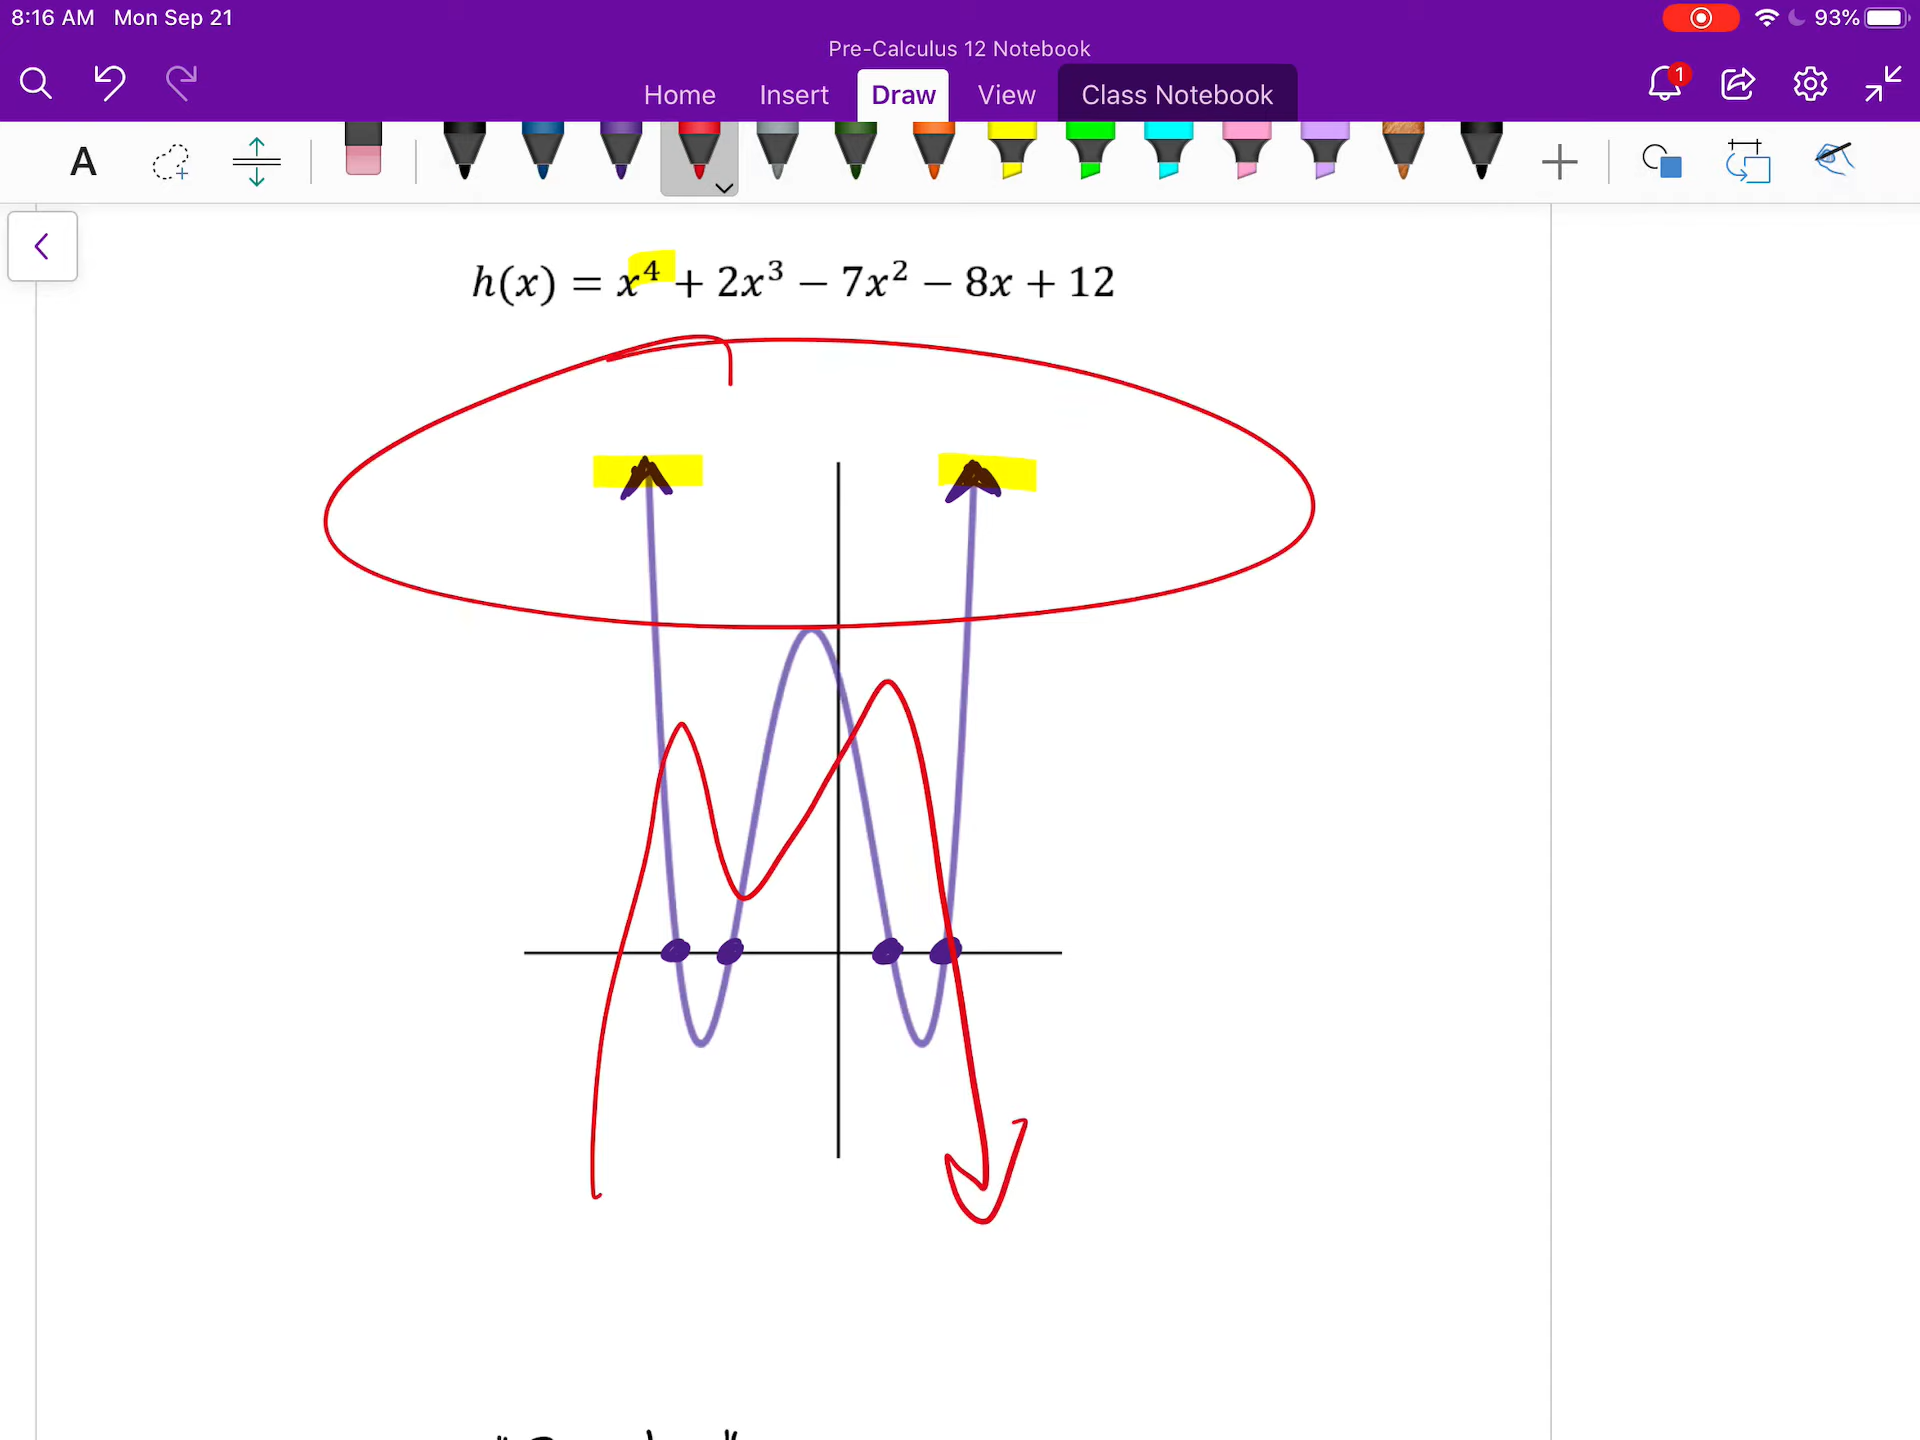 8:16 AM Mon Sep 21
93%
Pre-Calculus 12 Notebook
Home Insert Draw View Class Notebook
1
A
h(x) = x⁴ + 2x³ − 7x² − 8x + 12